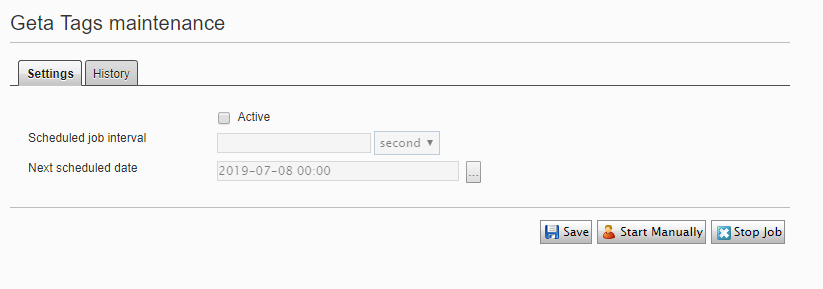 Geta Tags maintenance
Settings History
Active
Scheduled job interval second
Next scheduled date 2019-07-08 00:00 ...
Save Start Manually Stop Job